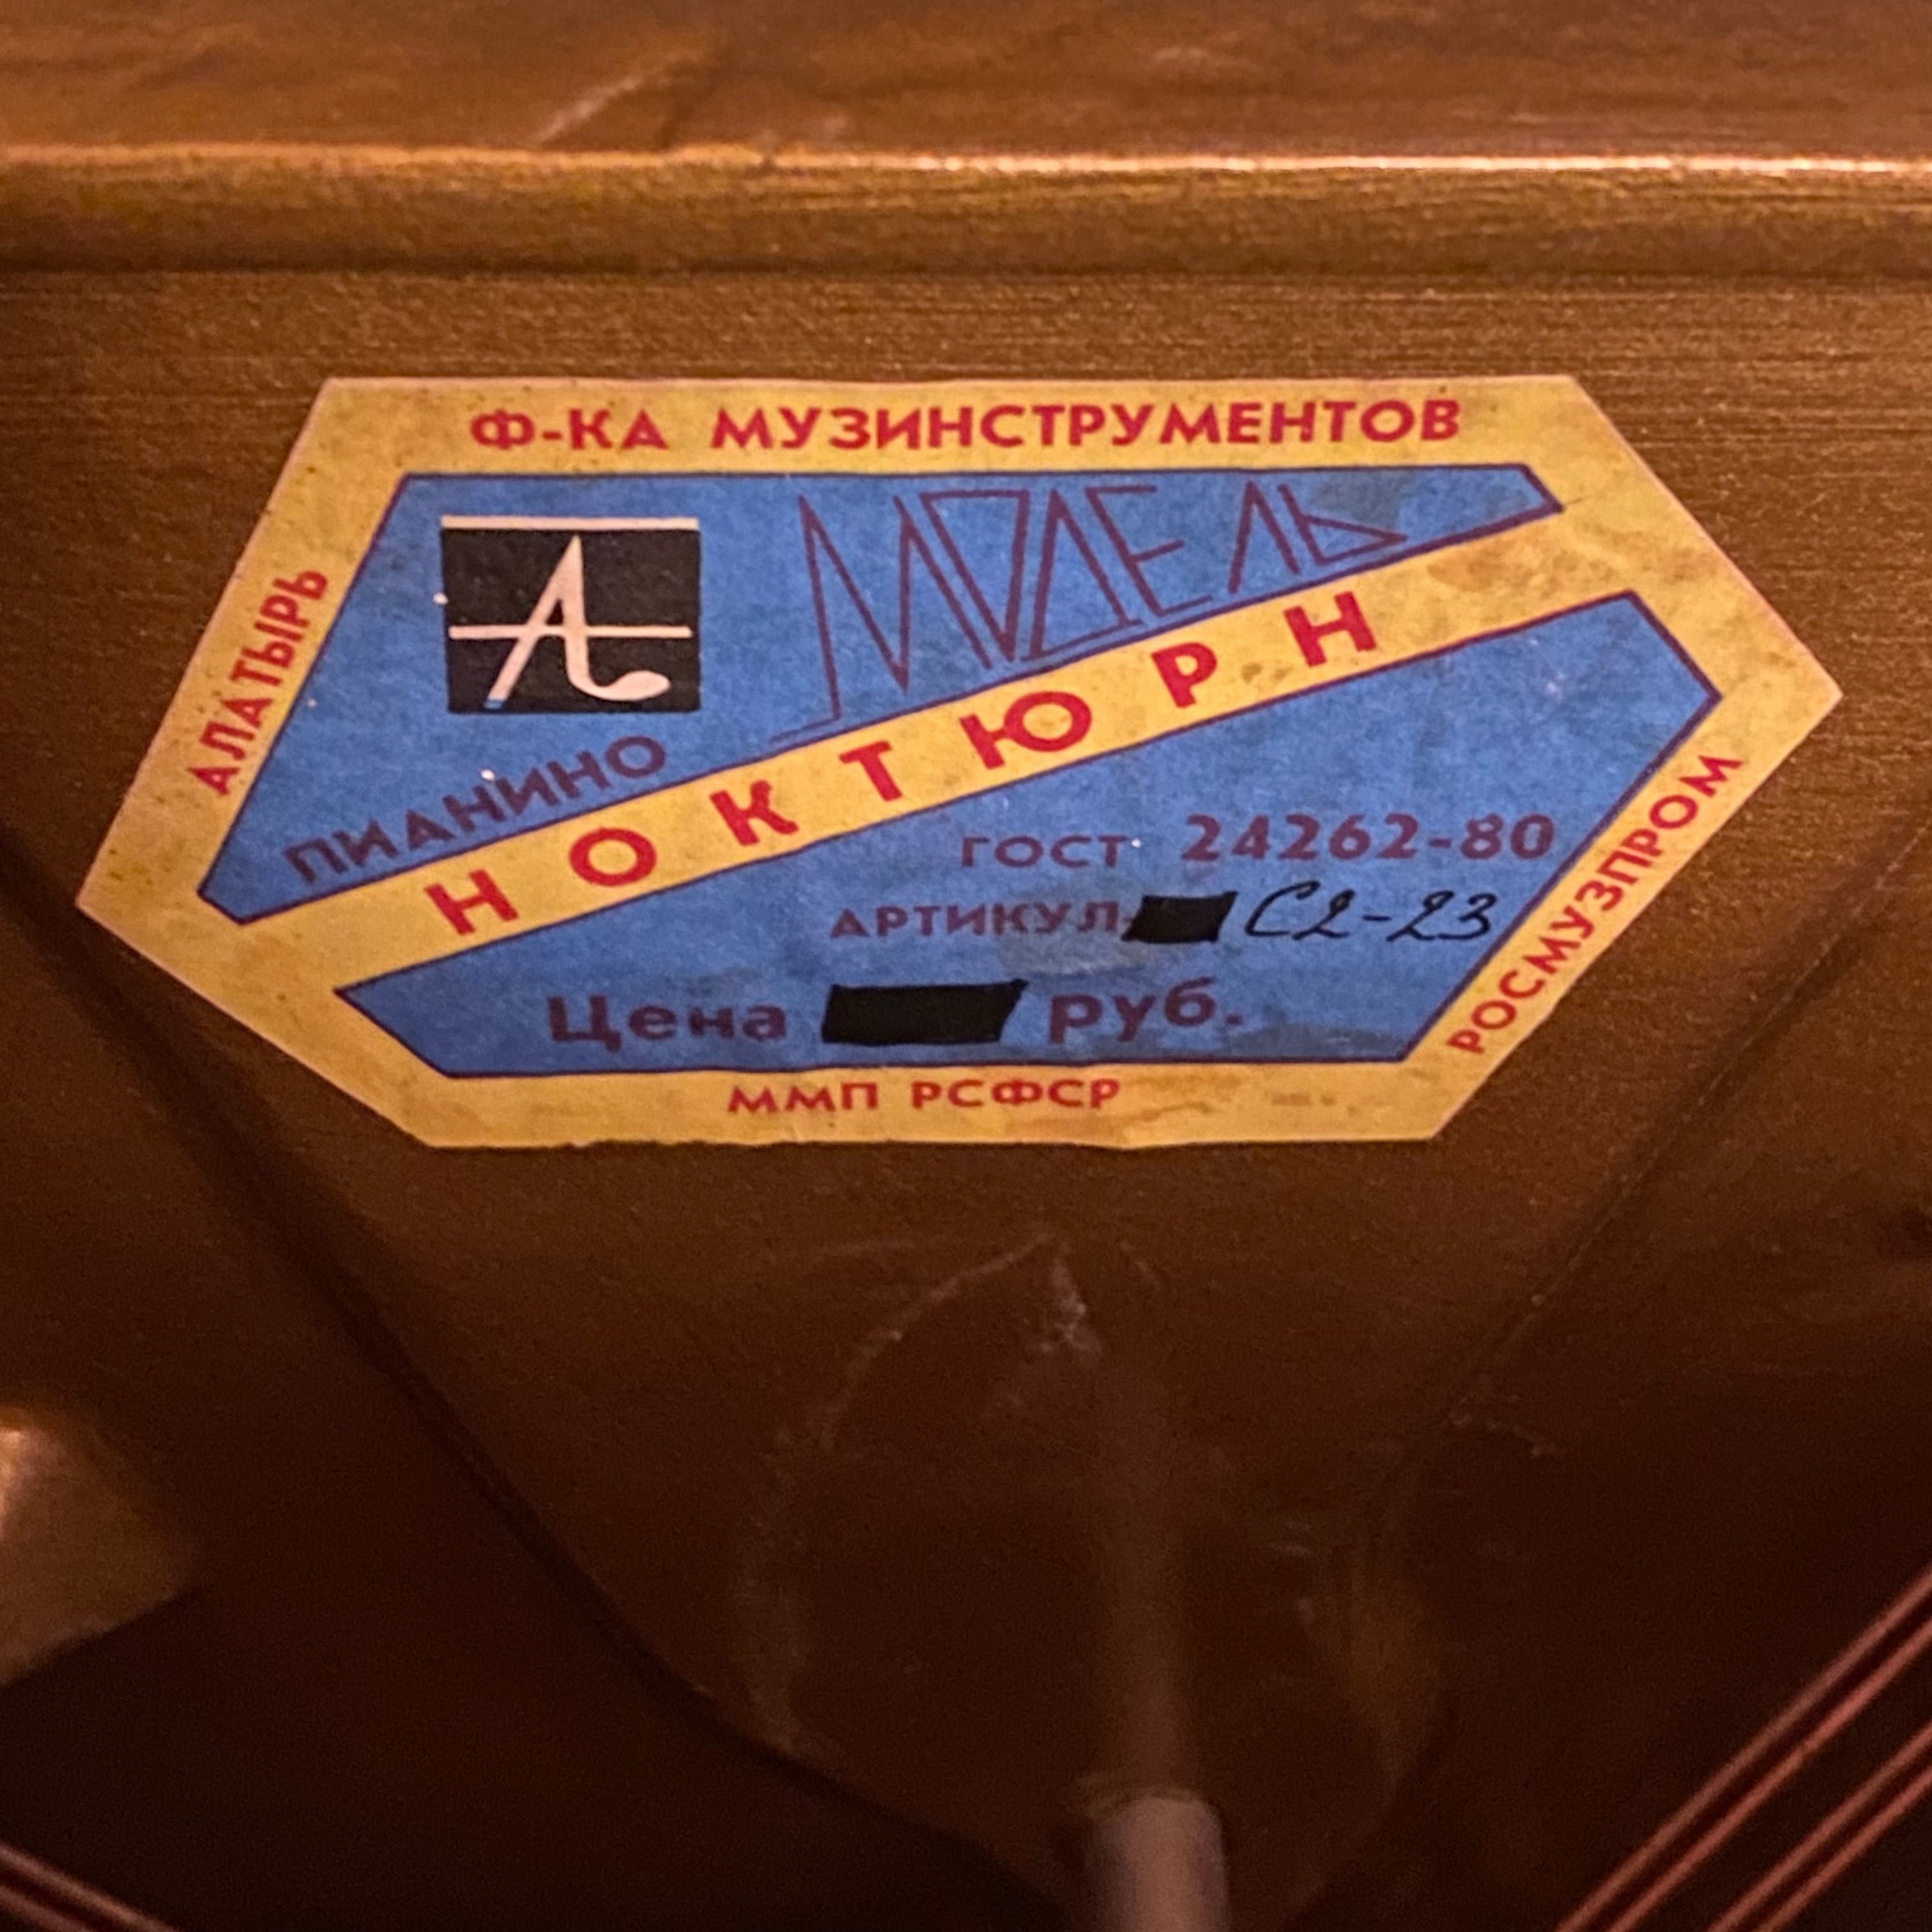 Ф-КА МУЗИНСТРУМЕНТОВ
АЛАТЫРЬ
МОДЕЛЬ
ПИАНИНО
НОКТЮРН
ГОСТ 24262-80
АРТИКУЛ С2-23
Цена руб.
РОСМУЗПРОМ
ММП РСФСР